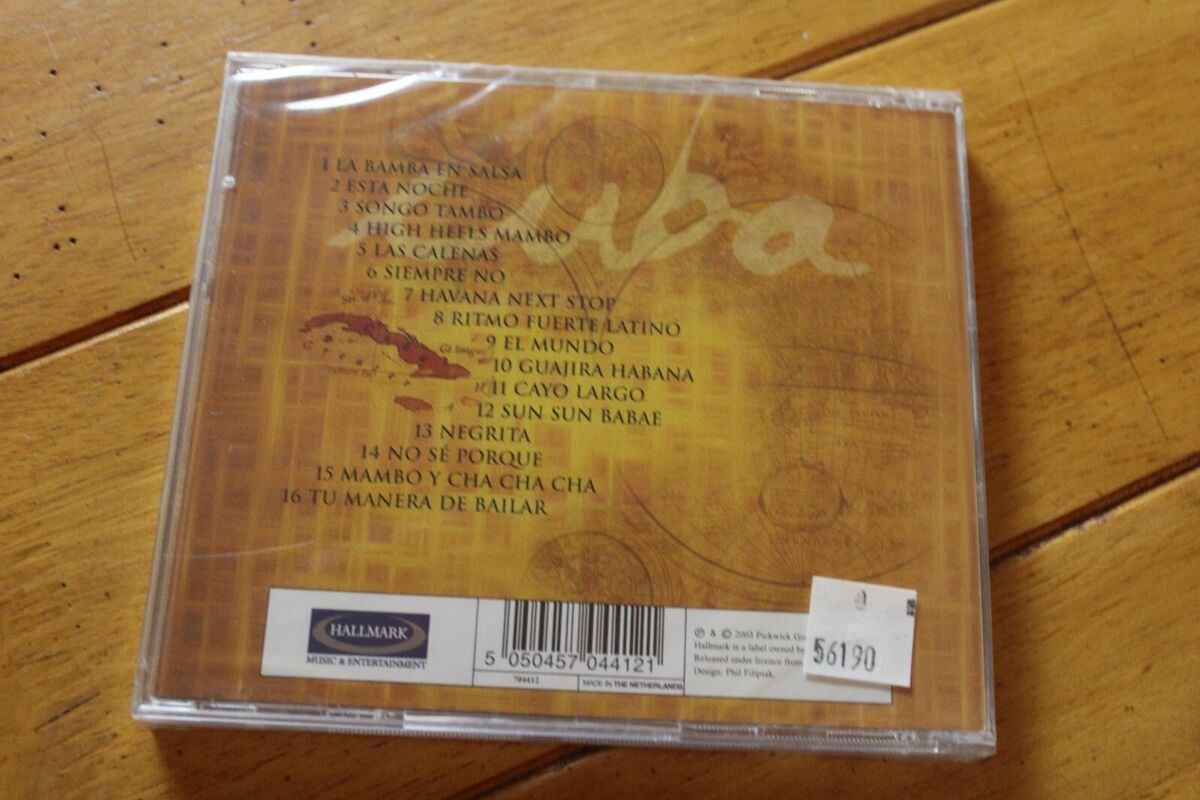 uba
1 LA BAMBA EN SALSA
2 ESTA NOCHE
3 SONGO TAMBO
4 HIGH HEELS MAMBO
5 LAS CALENAS
6 SIEMPRE NO
7 HAVANA NEXT STOP
8 RITMO FUERTE LATINO
9 EL MUNDO
10 GUAJIRA HABANA
11 CAYO LARGO
12 SUN SUN BABAE
13 NEGRITA
14 NO SÉ PORQUE
15 MAMBO Y CHA CHA CHA
16 TU MANERA DE BAILAR
HALLMARK
MUSIC & ENTERTAINMENT
5 050457 044121
704412
MADE IN THE NETHERLANDS
℗ & © 2003 Pickwick
Hallmark is a label owned by
Released under licence from
Design: Phil Filipiak.
56190